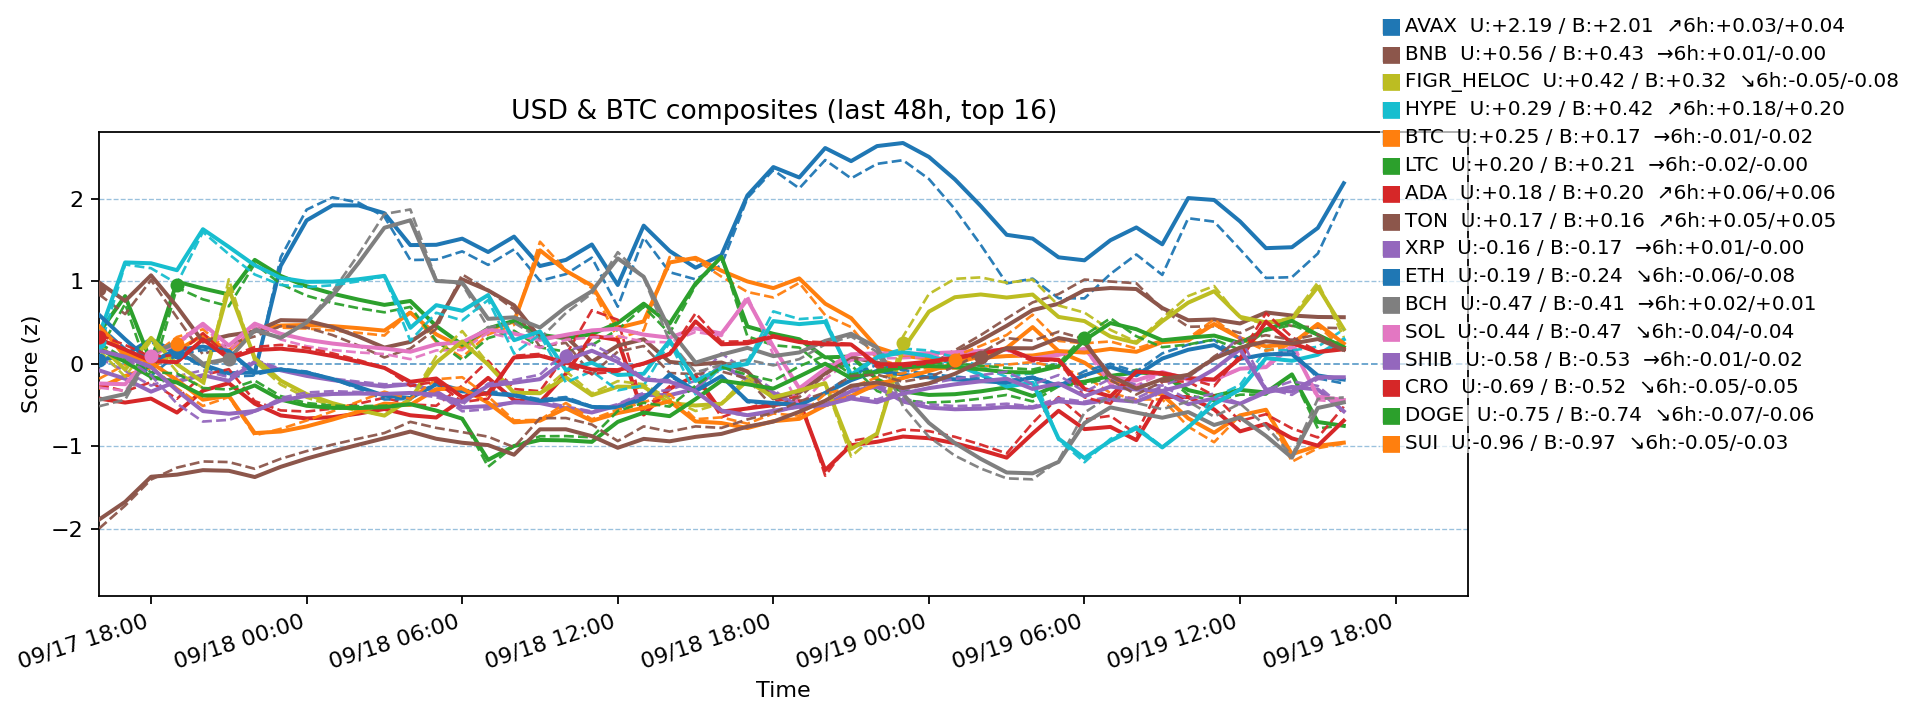 AVAX  U:+2.19 / B:+2.01  ↗6h:+0.03/+0.04
BNB  U:+0.56 / B:+0.43  →6h:+0.01/-0.00
FIGR_HELOC  U:+0.42 / B:+0.32  ↘6h:-0.05/-0.08
HYPE  U:+0.29 / B:+0.42  ↗6h:+0.18/+0.20
BTC  U:+0.25 / B:+0.17  →6h:-0.01/-0.02
LTC  U:+0.20 / B:+0.21  →6h:-0.02/-0.00
ADA  U:+0.18 / B:+0.20  ↗6h:+0.06/+0.06
TON  U:+0.17 / B:+0.16  ↗6h:+0.05/+0.05
XRP  U:-0.16 / B:-0.17  →6h:+0.01/-0.00
ETH  U:-0.19 / B:-0.24  ↘6h:-0.06/-0.08
BCH  U:-0.47 / B:-0.41  →6h:+0.02/+0.01
SOL  U:-0.44 / B:-0.47  ↘6h:-0.04/-0.04
SHIB  U:-0.58 / B:-0.53  →6h:-0.01/-0.02
CRO  U:-0.69 / B:-0.52  ↘6h:-0.05/-0.05
DOGE  U:-0.75 / B:-0.74  ↘6h:-0.07/-0.06
SUI  U:-0.96 / B:-0.97  ↘6h:-0.05/-0.03
USD & BTC composites (last 48h, top 16)
Score (z)
2
1
0
−1
−2
09/17 18:00
09/18 00:00
09/18 06:00
09/18 12:00
09/18 18:00
09/19 00:00
09/19 06:00
09/19 12:00
09/19 18:00
Time